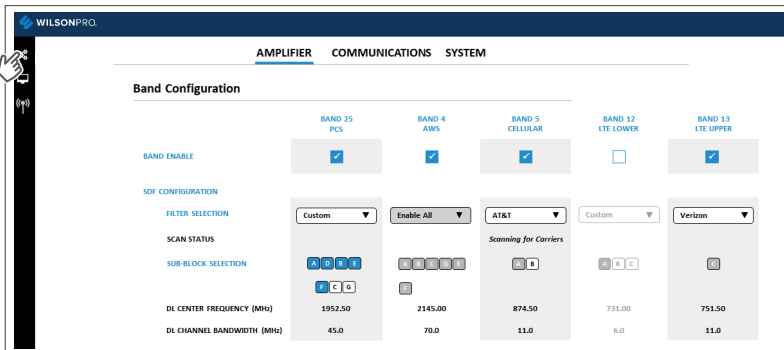 WILSONPRO.
AMPLIFIER COMMUNICATIONS SYSTEM
Band Configuration
BAND 25 BAND 4 BAND 5 BAND 12 BAND 13
PCS AWS CELLULAR LTE LOWER LTE UPPER
BAND ENABLE
SDF CONFIGURATION
FILTER SELECTION Custom Enable All AT&T Custom Verizon
SCAN STATUS Scanning for Carriers
SUB-BLOCK SELECTION A D B E A B C D E A B A B C C
F C G F
DL CENTER FREQUENCY (MHz) 1952.50 2145.00 874.50 731.00 751.50
DL CHANNEL BANDWIDTH (MHz) 45.0 70.0 11.0 6.0 11.0